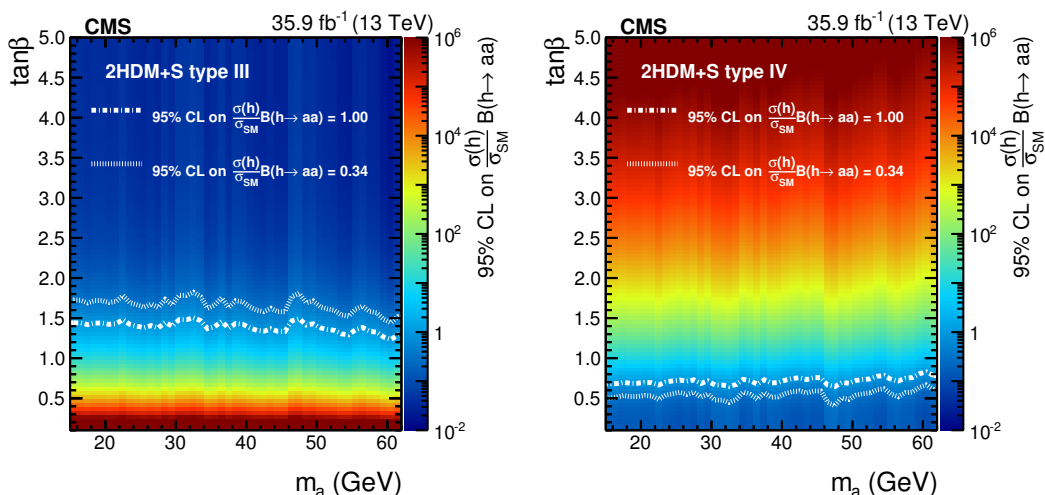 CMS 35.9 fb⁻¹ (13 TeV)
tanβ
5.0
4.5
4.0
3.5
3.0
2.5
2.0
1.5
1.0
0.5
2HDM+S type III
95% CL on σ(h)/σSM B(h→ aa) = 1.00
95% CL on σ(h)/σSM B(h→ aa) = 0.34
20 30 40 50 60
mₐ (GeV)
10⁶
10⁴
10²
1
10⁻²
95% CL on σ(h)/σSM B(h→ aa)
CMS 35.9 fb⁻¹ (13 TeV)
tanβ
5.0
4.5
4.0
3.5
3.0
2.5
2.0
1.5
1.0
0.5
2HDM+S type IV
95% CL on σ(h)/σSM B(h→ aa) = 1.00
95% CL on σ(h)/σSM B(h→ aa) = 0.34
20 30 40 50 60
mₐ (GeV)
10⁶
10⁴
10²
1
10⁻²
95% CL on σ(h)/σSM B(h→ aa)